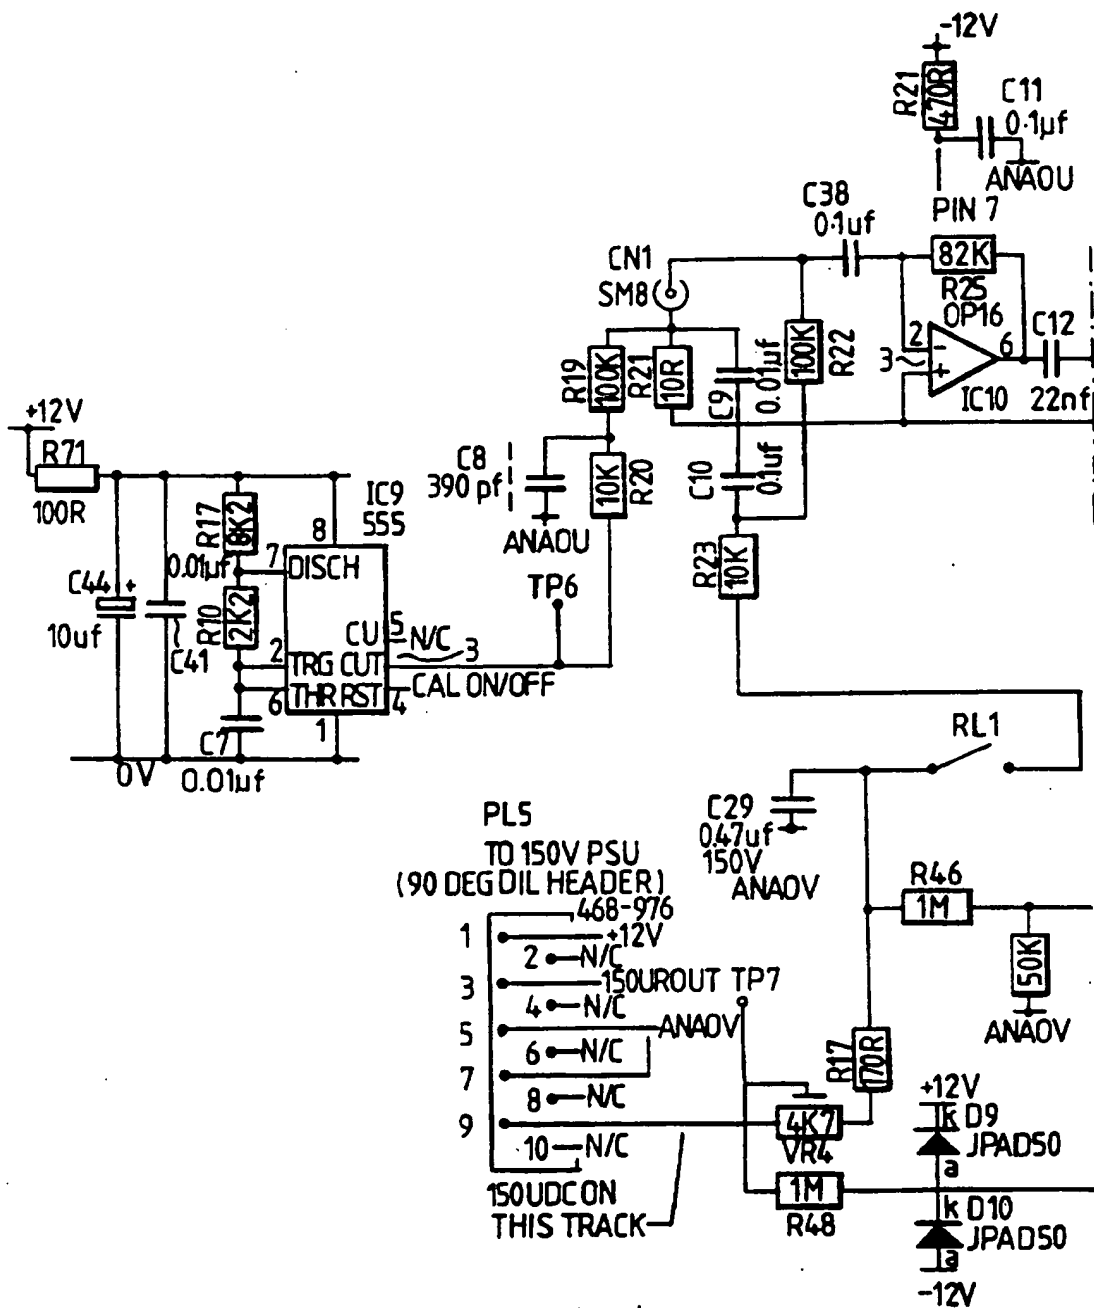 -12V
R21
470R
C11
0.1µf
ANAOU
PIN 7
C38
0.1uf
82K
R25
OP16
CN1
SM8
2
3
6
C12
22nf
IC10
R19
100K
R21
10R
C9
0.01uf
100K
R22
+12V
R71
100R
C8
390 pf
ANAOU
10K
R20
C10
0.1uf
R23
10K
IC9
555
R17
8K2
8
7
DISCH
0.01µf
C44
+
10uf
C41
R10
2K2
TP6
CU
5
N/C
2
TRG
CUT
3
6
THR
RST
4
CAL ON/OFF
1
C7
0.01µf
0V
RL1
C29
0.47uf
150V
ANAOV
PL5
TO 150V PSU
(90 DEG DIL HEADER)
468-976
1
+12V
2
N/C
3
150UROUT
TP7
4
N/C
5
ANAOV
6
N/C
7
8
N/C
9
10
N/C
150UDC ON
THIS TRACK
R46
1M
50K
ANAOV
R17
170R
4K7
VR4
1M
R48
+12V
k
D9
JPAD50
a
k
D10
JPAD50
a
-12V